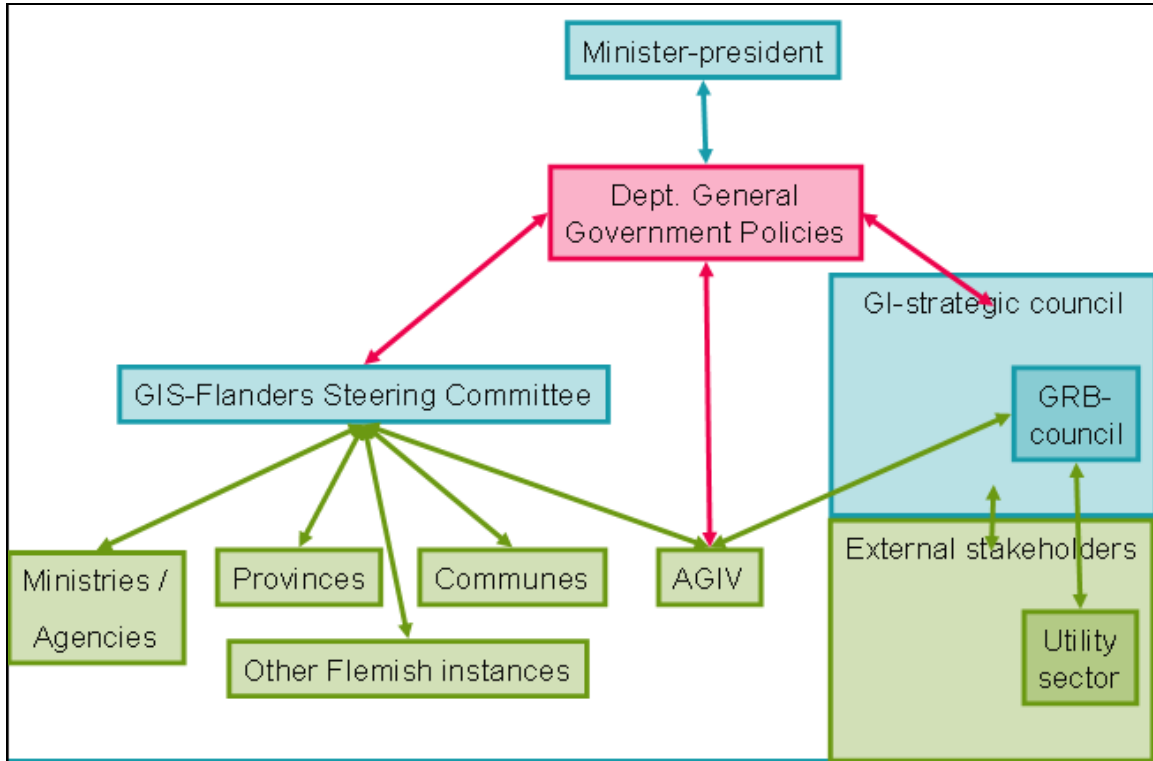 Minister-president
Dept. General
Government Policies
GI-strategic council
GIS-Flanders Steering Committee
GRB-
council
External stakeholders
Ministries /
Agencies
Provinces
Communes
AGIV
Other Flemish instances
Utility
sector